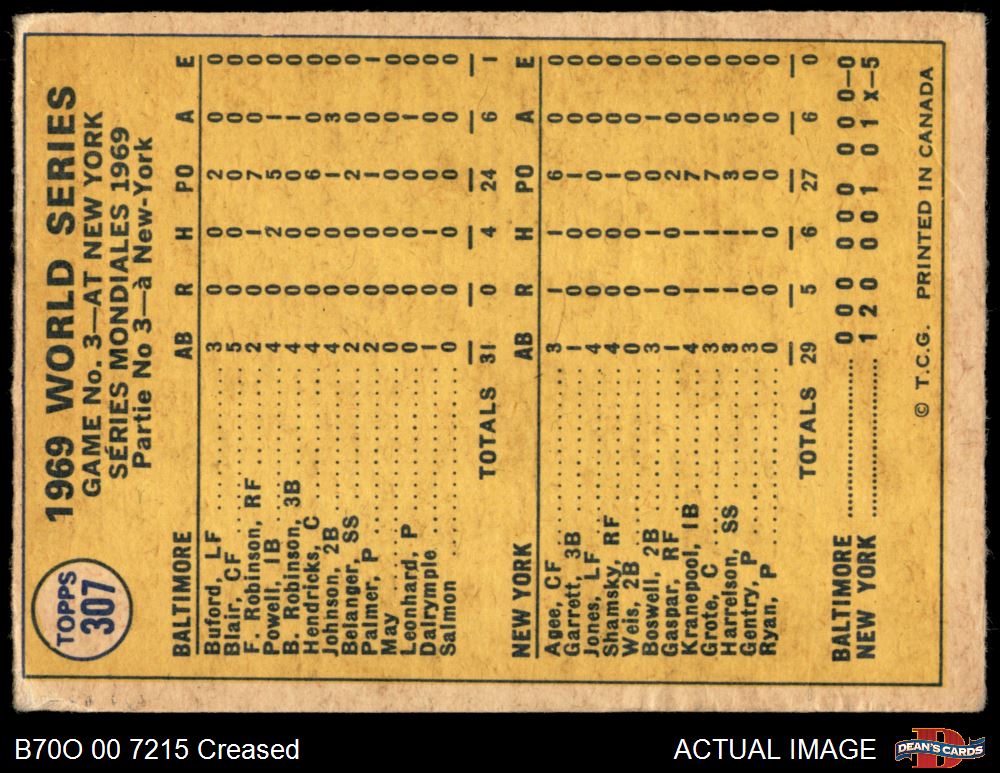 TOPPS
307
1969 WORLD SERIES
GAME No. 3—AT NEW YORK
SÉRIES MONDIALES 1969
Partie No 3—à New-York
BALTIMORE AB R H PO A E
Buford, LF 3 0 0 2 0 0
Blair, CF 5 0 0 0 0 0
F. Robinson, RF 2 0 1 7 0 0
Powell, 1B 4 0 2 5 1 0
B. Robinson, 3B 4 0 0 0 1 0
Hendricks, C 4 0 0 6 0 0
Johnson, 2B 4 0 0 1 3 0
Belanger, SS 2 0 0 2 0 0
Palmer, P 2 0 0 1 0 1
May 0 0 0 0 0 0
Leonhard, P 0 0 0 0 1 0
Dalrymple 1 0 1 0 0 0
Salmon 0 0 0 0 0 0
TOTALS 31 0 4 24 6 1
NEW YORK AB R H PO A E
Agee, CF 3 1 1 6 0 0
Garrett, 3B 1 0 0 1 0 0
Jones, LF 4 0 0 0 0 0
Shamsky, RF 4 0 0 1 0 0
Weis, 2B 0 0 0 0 0 0
Boswell, 2B 3 1 1 0 1 0
Gaspar, RF 1 0 0 2 0 0
Kranepool, 1B 4 1 1 7 0 0
Grote, C 3 1 1 7 0 0
Harrelson, SS 3 1 1 3 5 0
Gentry, P 3 0 1 0 0 0
Ryan, P 0 0 0 0 0 0
TOTALS 29 5 6 27 6 0
BALTIMORE 000 000 000—0
NEW YORK 120 001 01x—5
© T.C.G. PRINTED IN CANADA
B70O 00 7215 Creased
ACTUAL IMAGE
DEAN'S CARDS